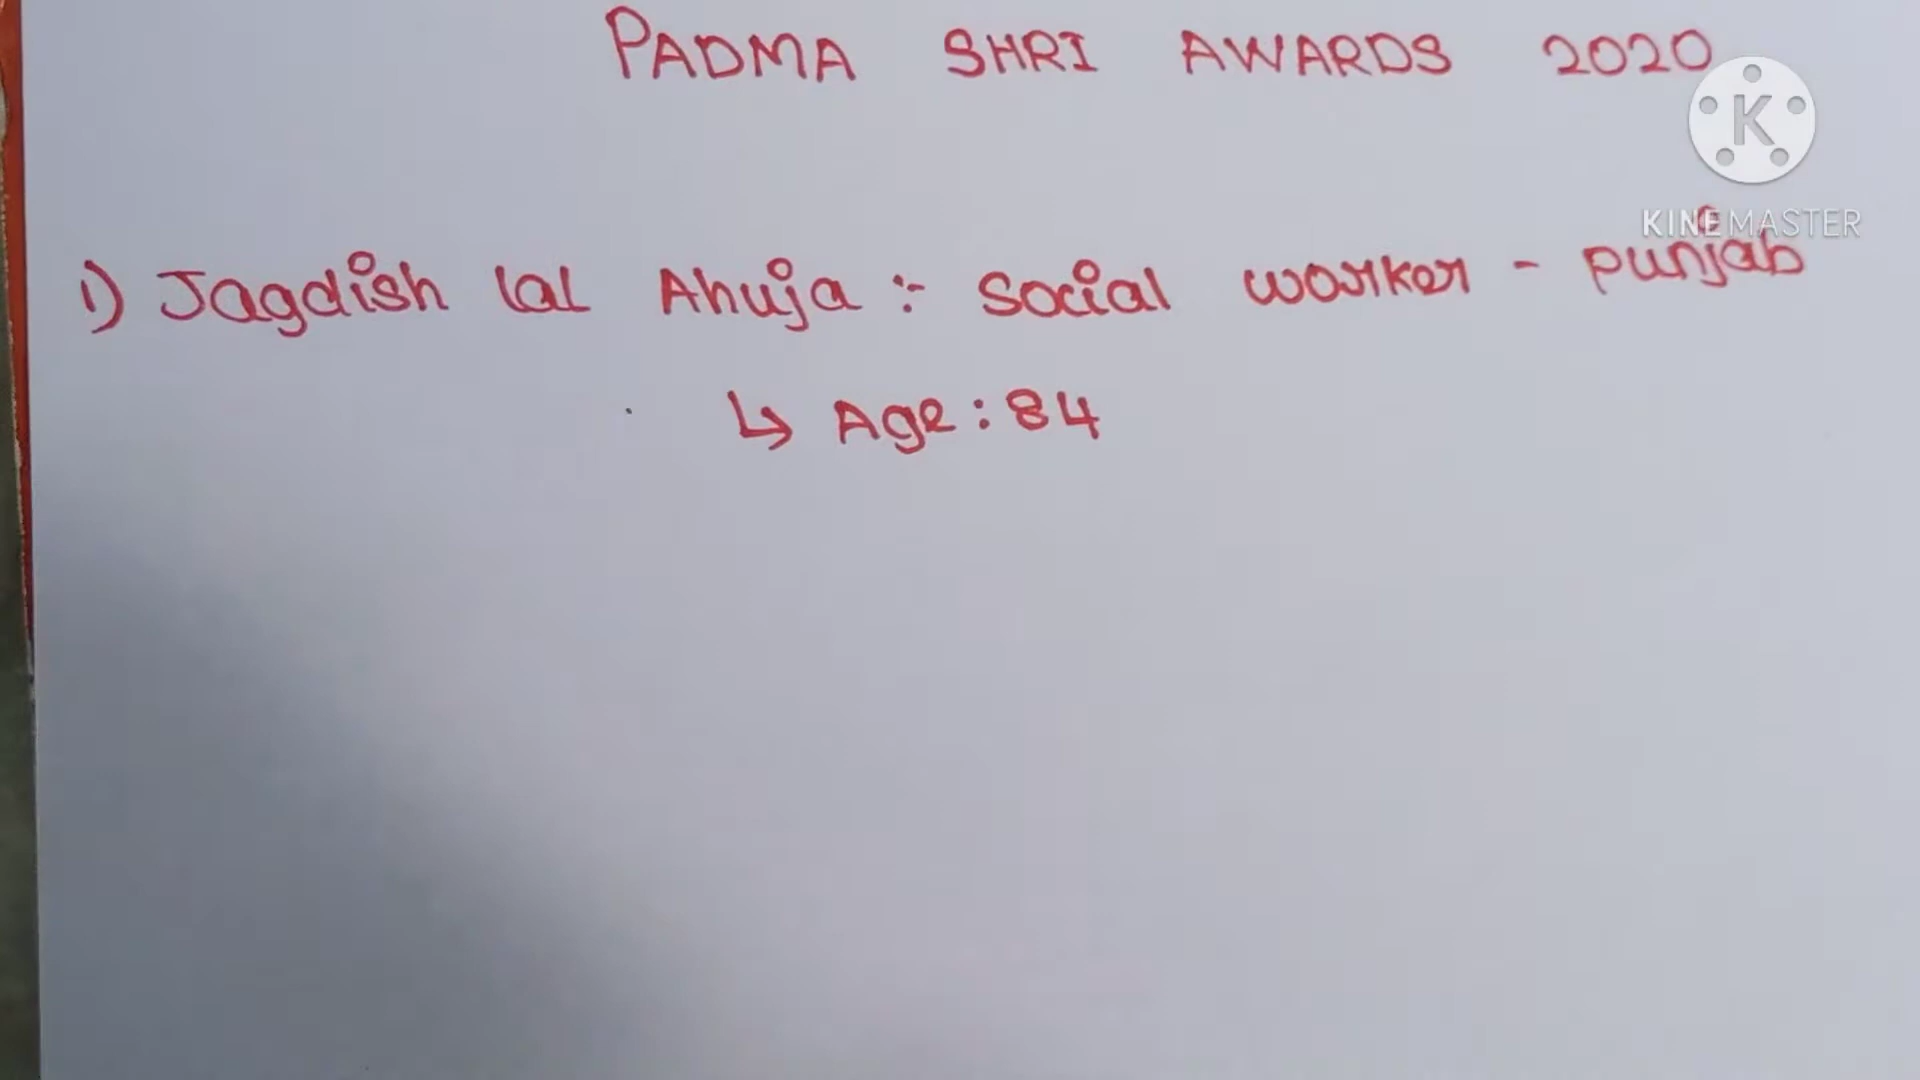 PADMA SHRI AWARDS 2020
K
KINEMASTER
1) Jagdish lal Ahuja :- Social worker - punjab
↳ Age : 84